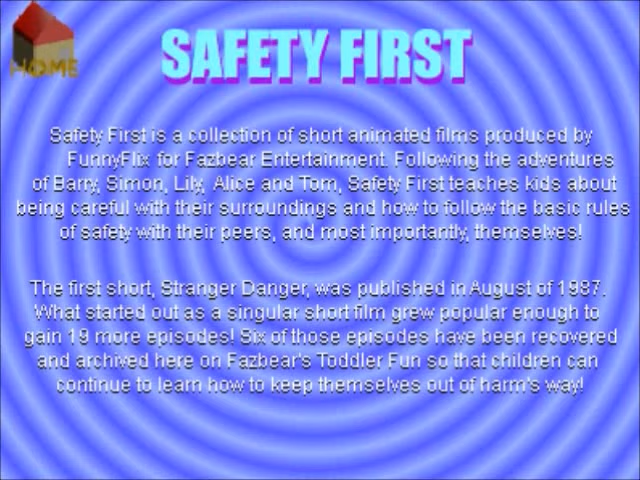 HOME
SAFETY FIRST
Safety First is a collection of short animated films produced by
FunnyFlix for Fazbear Entertainment. Following the adventures
of Barry, Simon, Lily, Alice and Tom, Safety First teaches kids about
being careful with their surroundings and how to follow the basic rules
of safety with their peers, and most importantly, themselves!
The first short, Stranger Danger, was published in August of 1987.
What started out as a singular short film grew popular enough to
gain 19 more episodes! Six of those episodes have been recovered
and archived here on Fazbear's Toddler Fun so that children can
continue to learn how to keep themselves out of harm's way!